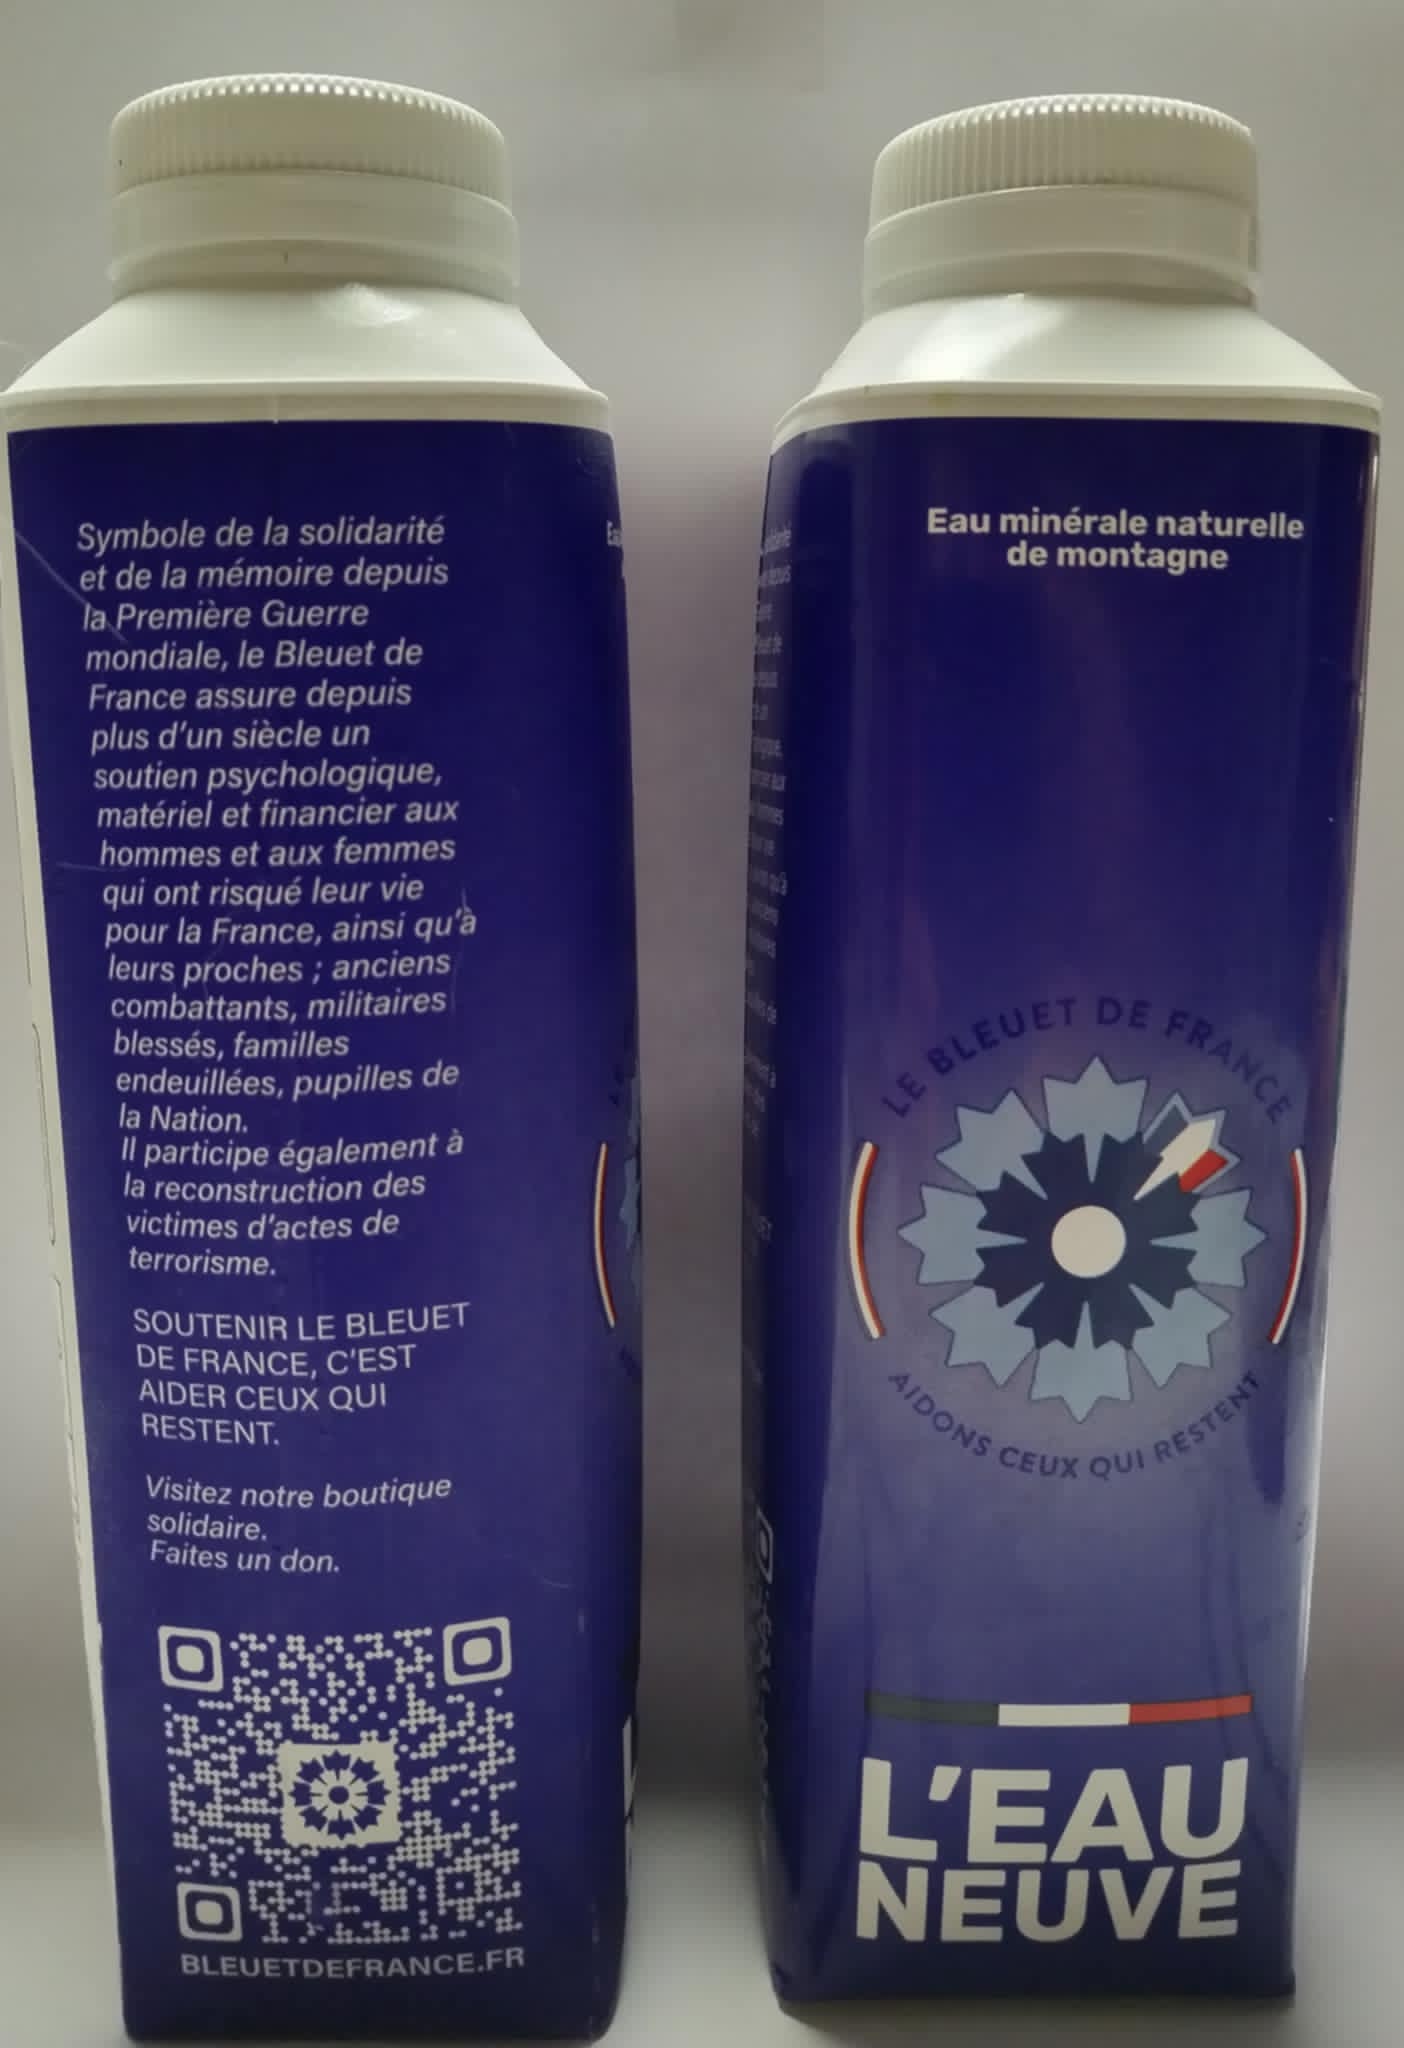 Symbole de la solidarité
et de la mémoire depuis
la Première Guerre
mondiale, le Bleuet de
France assure depuis
plus d'un siècle un
soutien psychologique,
matériel et financier aux
hommes et aux femmes
qui ont risqué leur vie
pour la France, ainsi qu'à
leurs proches ; anciens
combattants, militaires
blessés, familles
endeuillées, pupilles de
la Nation.
Il participe également à
la reconstruction des
victimes d'actes de
terrorisme.
SOUTENIR LE BLEUET
DE FRANCE, C'EST
AIDER CEUX QUI
RESTENT.
Visitez notre boutique
solidaire.
Faites un don.
BLEUETDEFRANCE.FR
Eau minérale naturelle
de montagne
LE BLEUET DE FRANCE
AIDONS CEUX QUI RESTENT
L'EAU
NEUVE